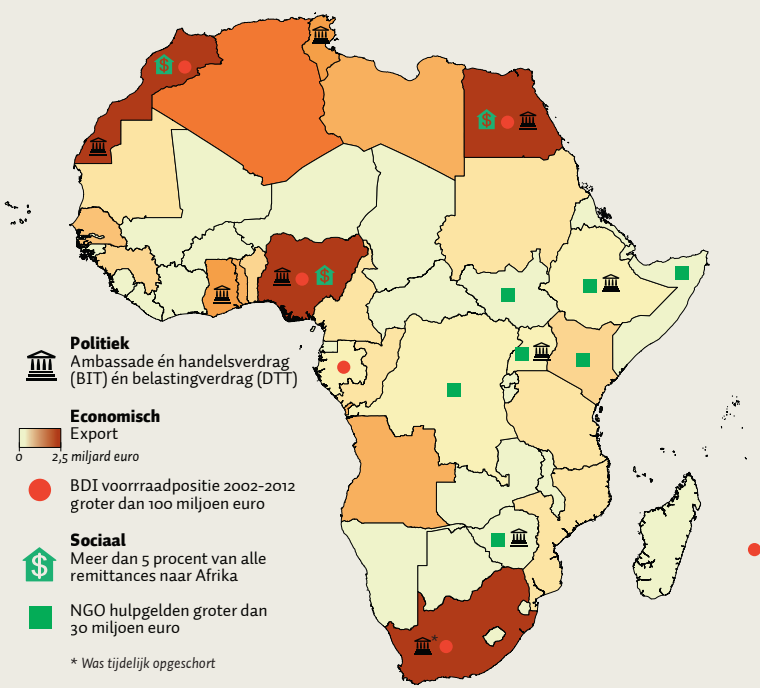 Politiek
Ambassade én handelsverdrag
(BIT) én belastingverdrag (DTT)
Economisch
Export
0 2,5 miljard euro
BDI voorraadpositie 2002-2012
groter dan 100 miljoen euro
Sociaal
$
Meer dan 5 procent van alle
remittances naar Afrika
NGO hulpgelden groter dan
30 miljoen euro
* Was tijdelijk opgeschort
$
$
$
*